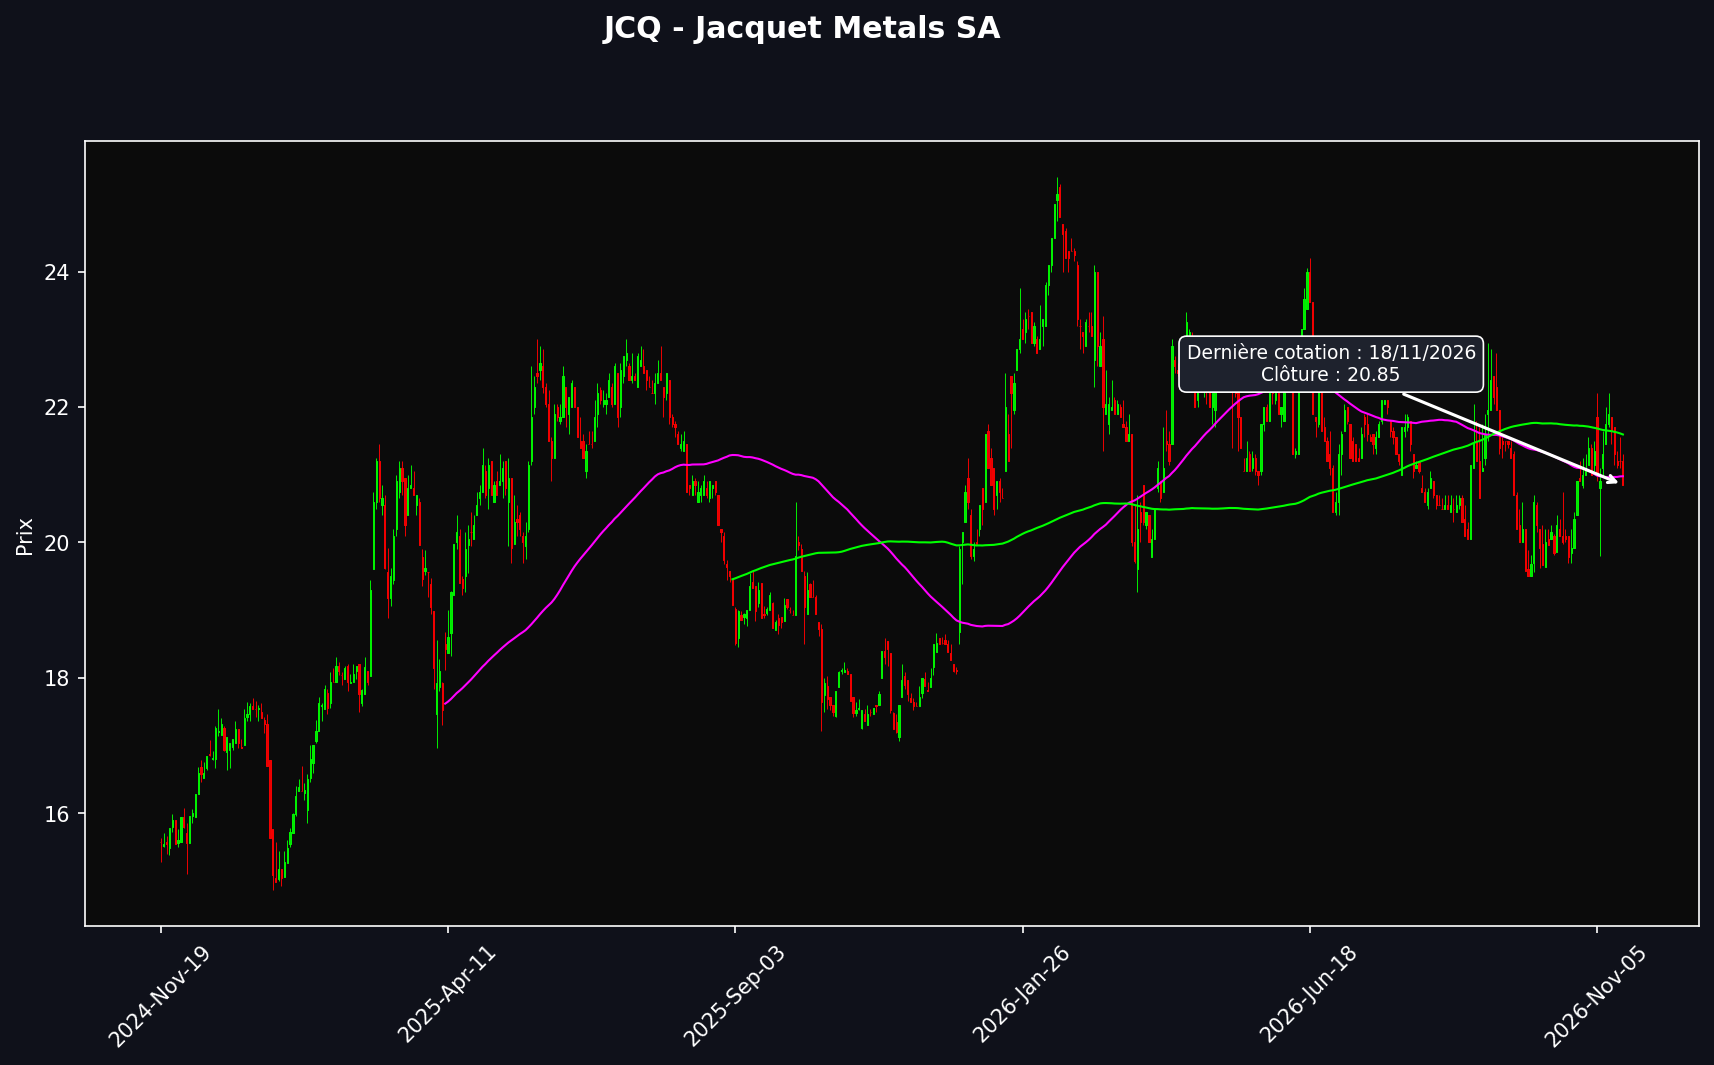 JCQ - Jacquet Metals SA
Prix
24
22
20
18
16
Dernière cotation : 18/11/2026
Clôture : 20.85
2024-Nov-19
2025-Apr-11
2025-Sep-03
2026-Jan-26
2026-Jun-18
2026-Nov-05